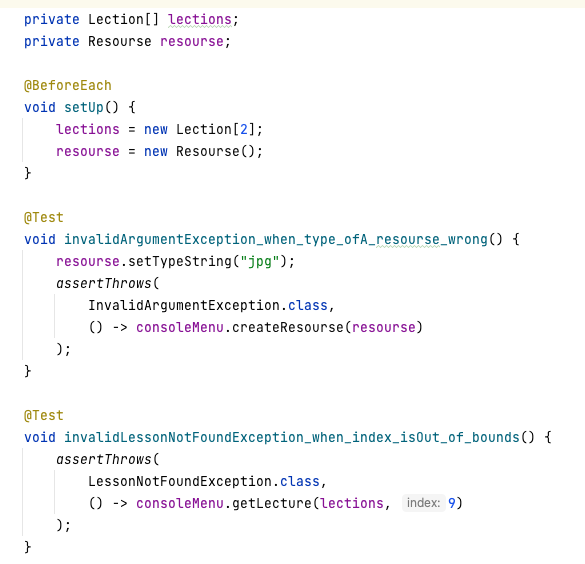 private Lection[] lections;
private Resourse resourse;
@BeforeEach
void setUp() {
lections = new Lection[2];
resourse = new Resourse();
}
@Test
void invalidArgumentException_when_type_ofA_resourse_wrong() {
resourse.setTypeString("jpg");
assertThrows(
InvalidArgumentException.class,
() -> consoleMenu.createResourse(resourse)
);
}
@Test
void invalidLessonNotFoundException_when_index_isOut_of_bounds() {
assertThrows(
LessonNotFoundException.class,
() -> consoleMenu.getLecture(lections, index: 9)
);
}